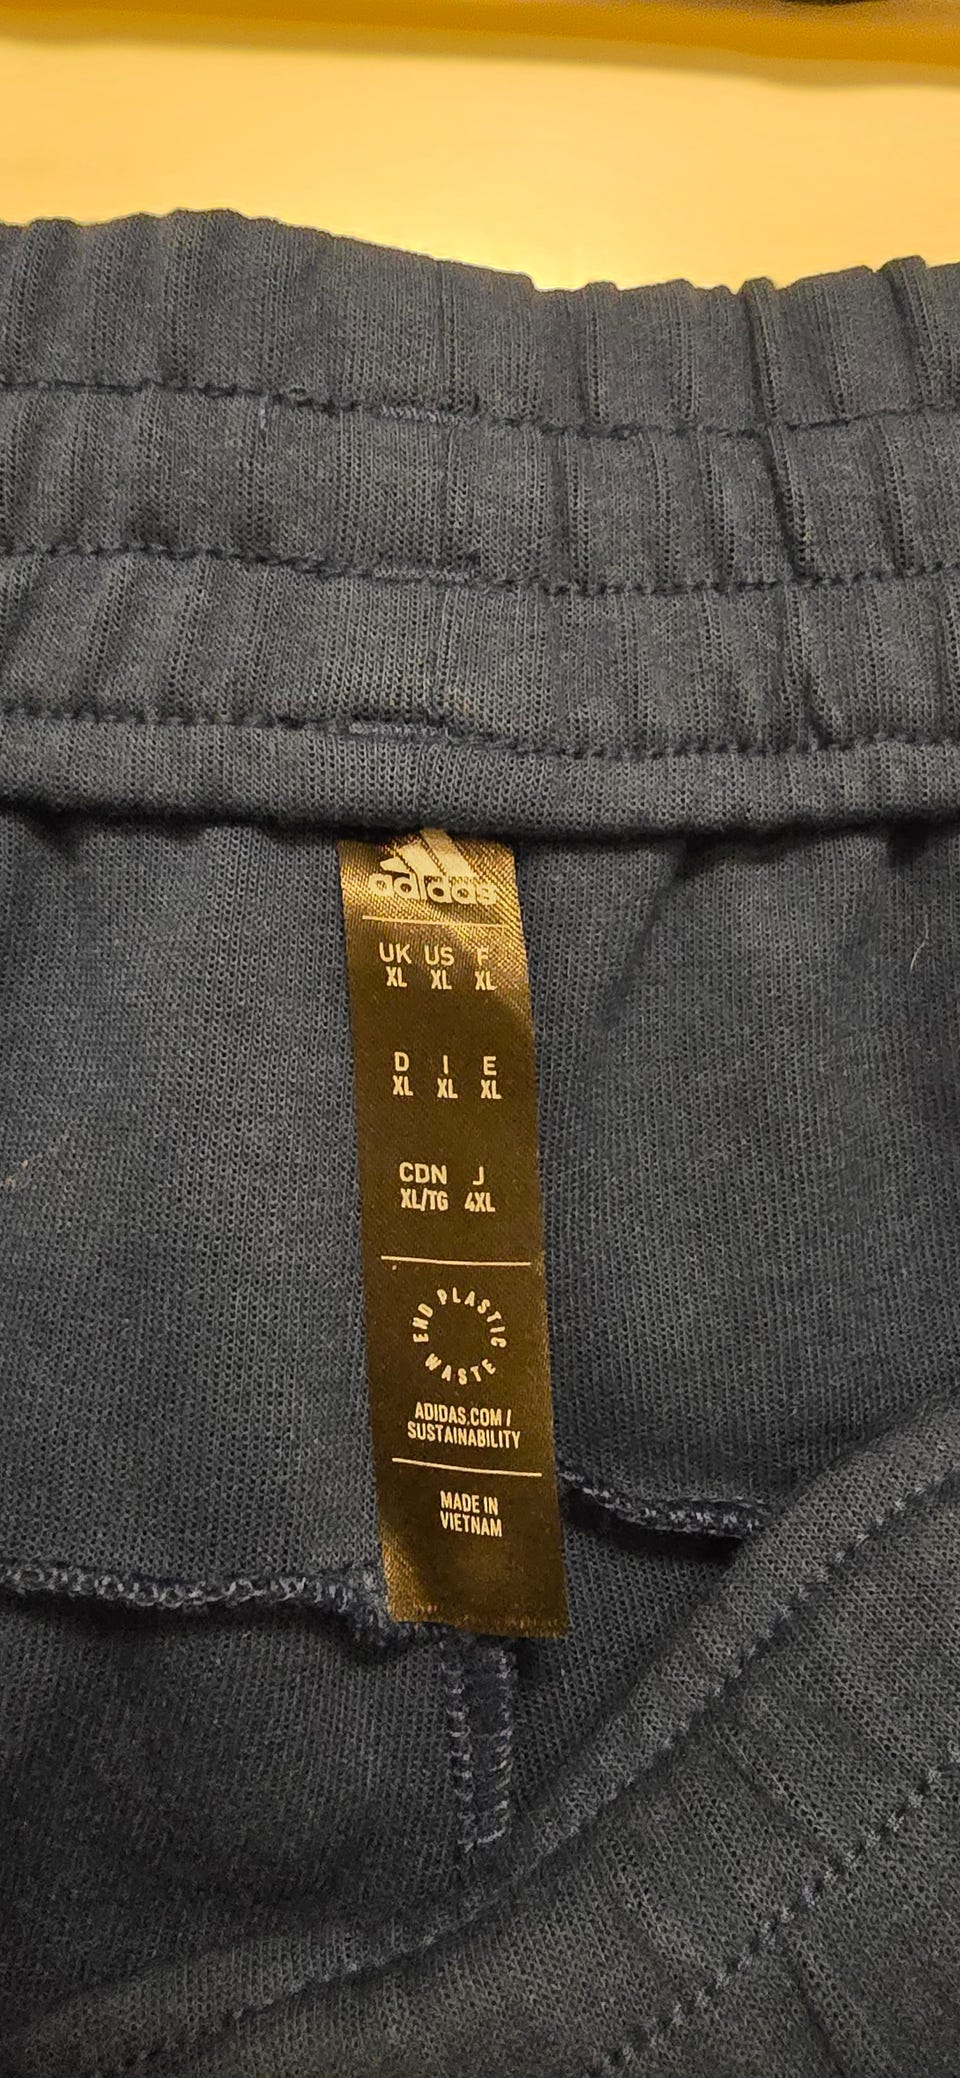 adidas
UK US F
XL XL XL
D I E
XL XL XL
CDN J
XL/TG 4XL
END PLASTIC WASTE
ADIDAS.COM /
SUSTAINABILITY
MADE IN
VIETNAM